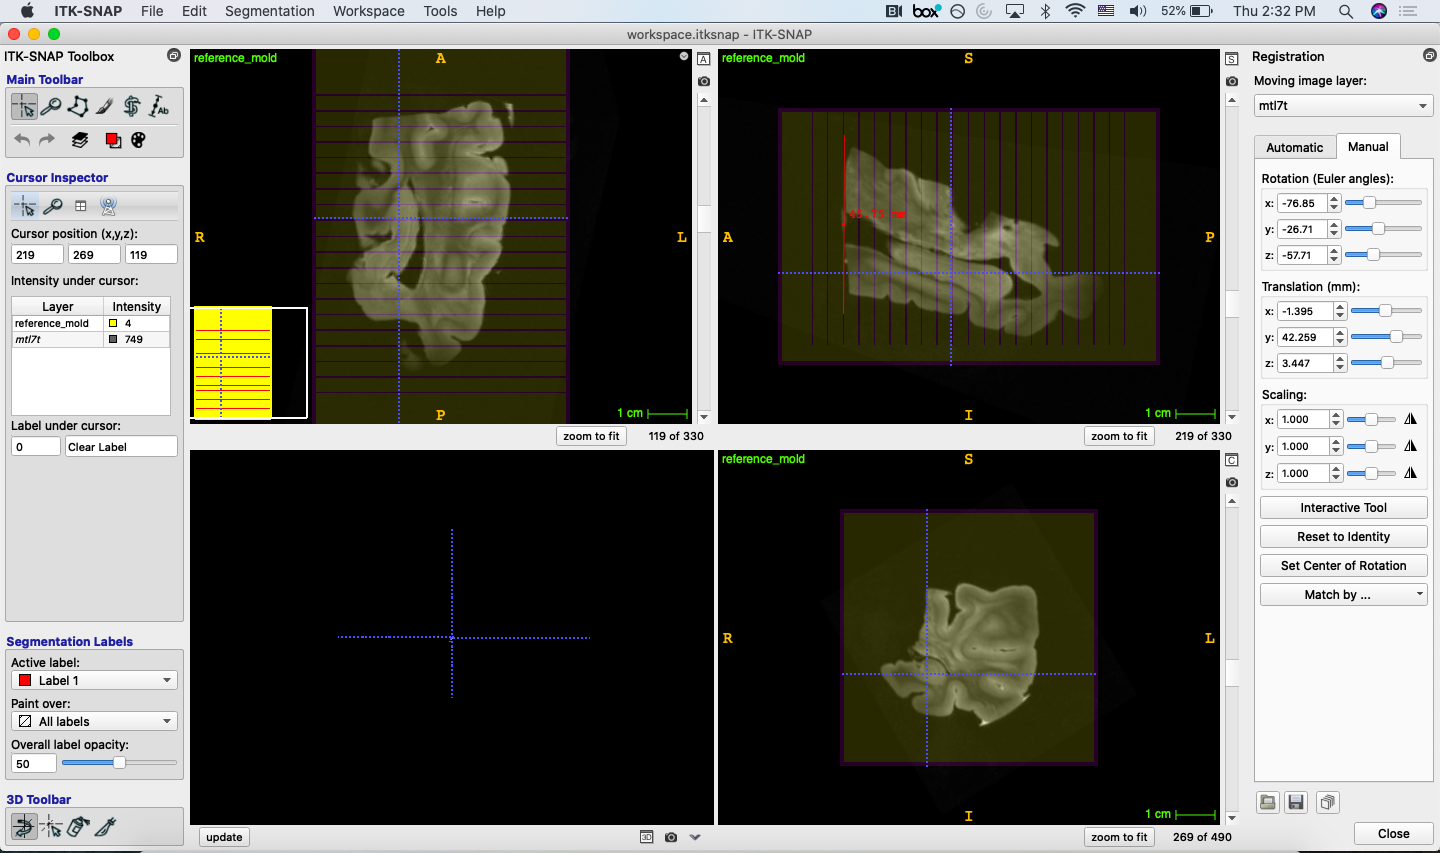 ITK-SNAP File Edit Segmentation Workspace Tools Help box 52% Thu 2:32 PM
workspace.itksnap - ITK-SNAP
ITK-SNAP Toolbox
Main Toolbar
Ab
Cursor Inspector
Cursor position (x,y,z):
219 269 119
Intensity under cursor:
Layer Intensity
reference_mold 4
mtl7t 749
Label under cursor:
0 Clear Label
Segmentation Labels
Active label:
Label 1
Paint over:
All labels
Overall label opacity:
50
3D Toolbar
reference_mold
A
A
R
L
P
1 cm
zoom to fit 119 of 330
reference_mold
S
S
A
P
I
1 cm
zoom to fit 219 of 330
update
3D
reference_mold
S
C
R
L
I
1 cm
zoom to fit 269 of 490
Registration
Moving image layer:
mtl7t
Automatic Manual
Rotation (Euler angles):
x: -76.85
y: -26.71
z: -57.71
Translation (mm):
x: -1.395
y: 42.259
z: 3.447
Scaling:
x: 1.000
y: 1.000
z: 1.000
Interactive Tool
Reset to Identity
Set Center of Rotation
Match by ...
Close